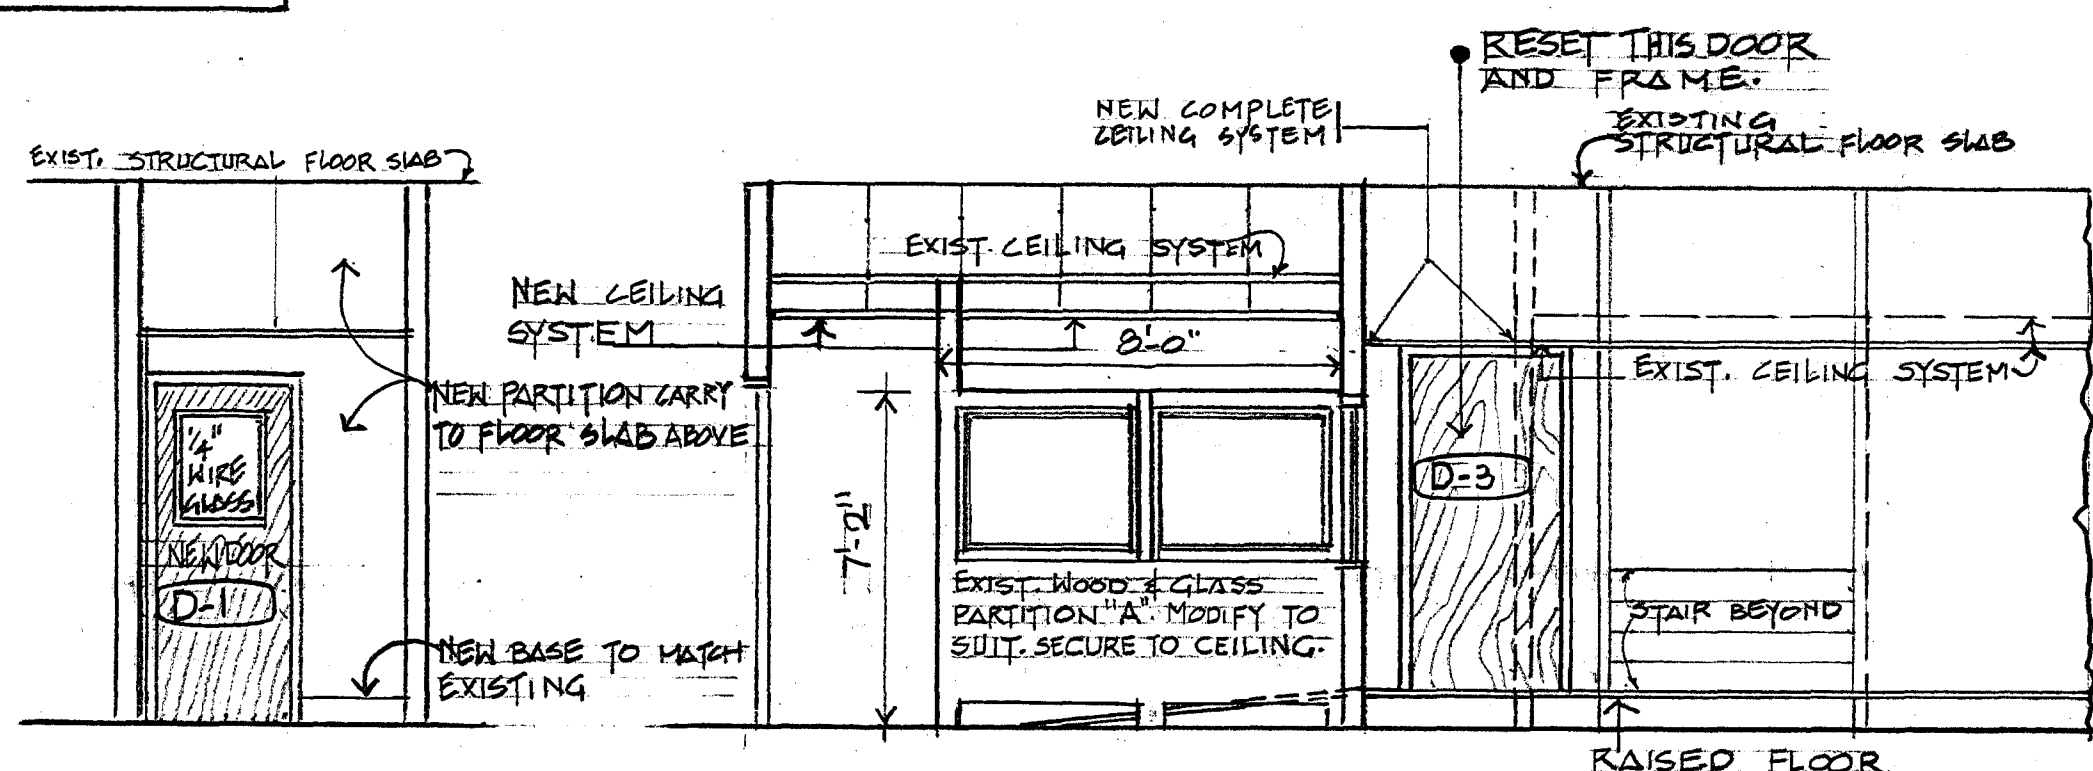 EXIST. STRUCTURAL FLOOR SLAB
1/4"
WIRE
GLASS
NEW DOOR
D-1
NEW PARTITION CARRY
TO FLOOR SLAB ABOVE
NEW BASE TO MATCH
EXISTING
NEW CEILING
SYSTEM
EXIST. CEILING SYSTEM
8'-0"
7'-2"
EXIST. WOOD & GLASS
PARTITION "A". MODIFY TO
SUIT. SECURE TO CEILING.
NEW COMPLETE
CEILING SYSTEM
RESET THIS DOOR
AND FRAME.
EXISTING
STRUCTURAL FLOOR SLAB
EXIST. CEILING SYSTEM
D-3
STAIR BEYOND
RAISED FLOOR